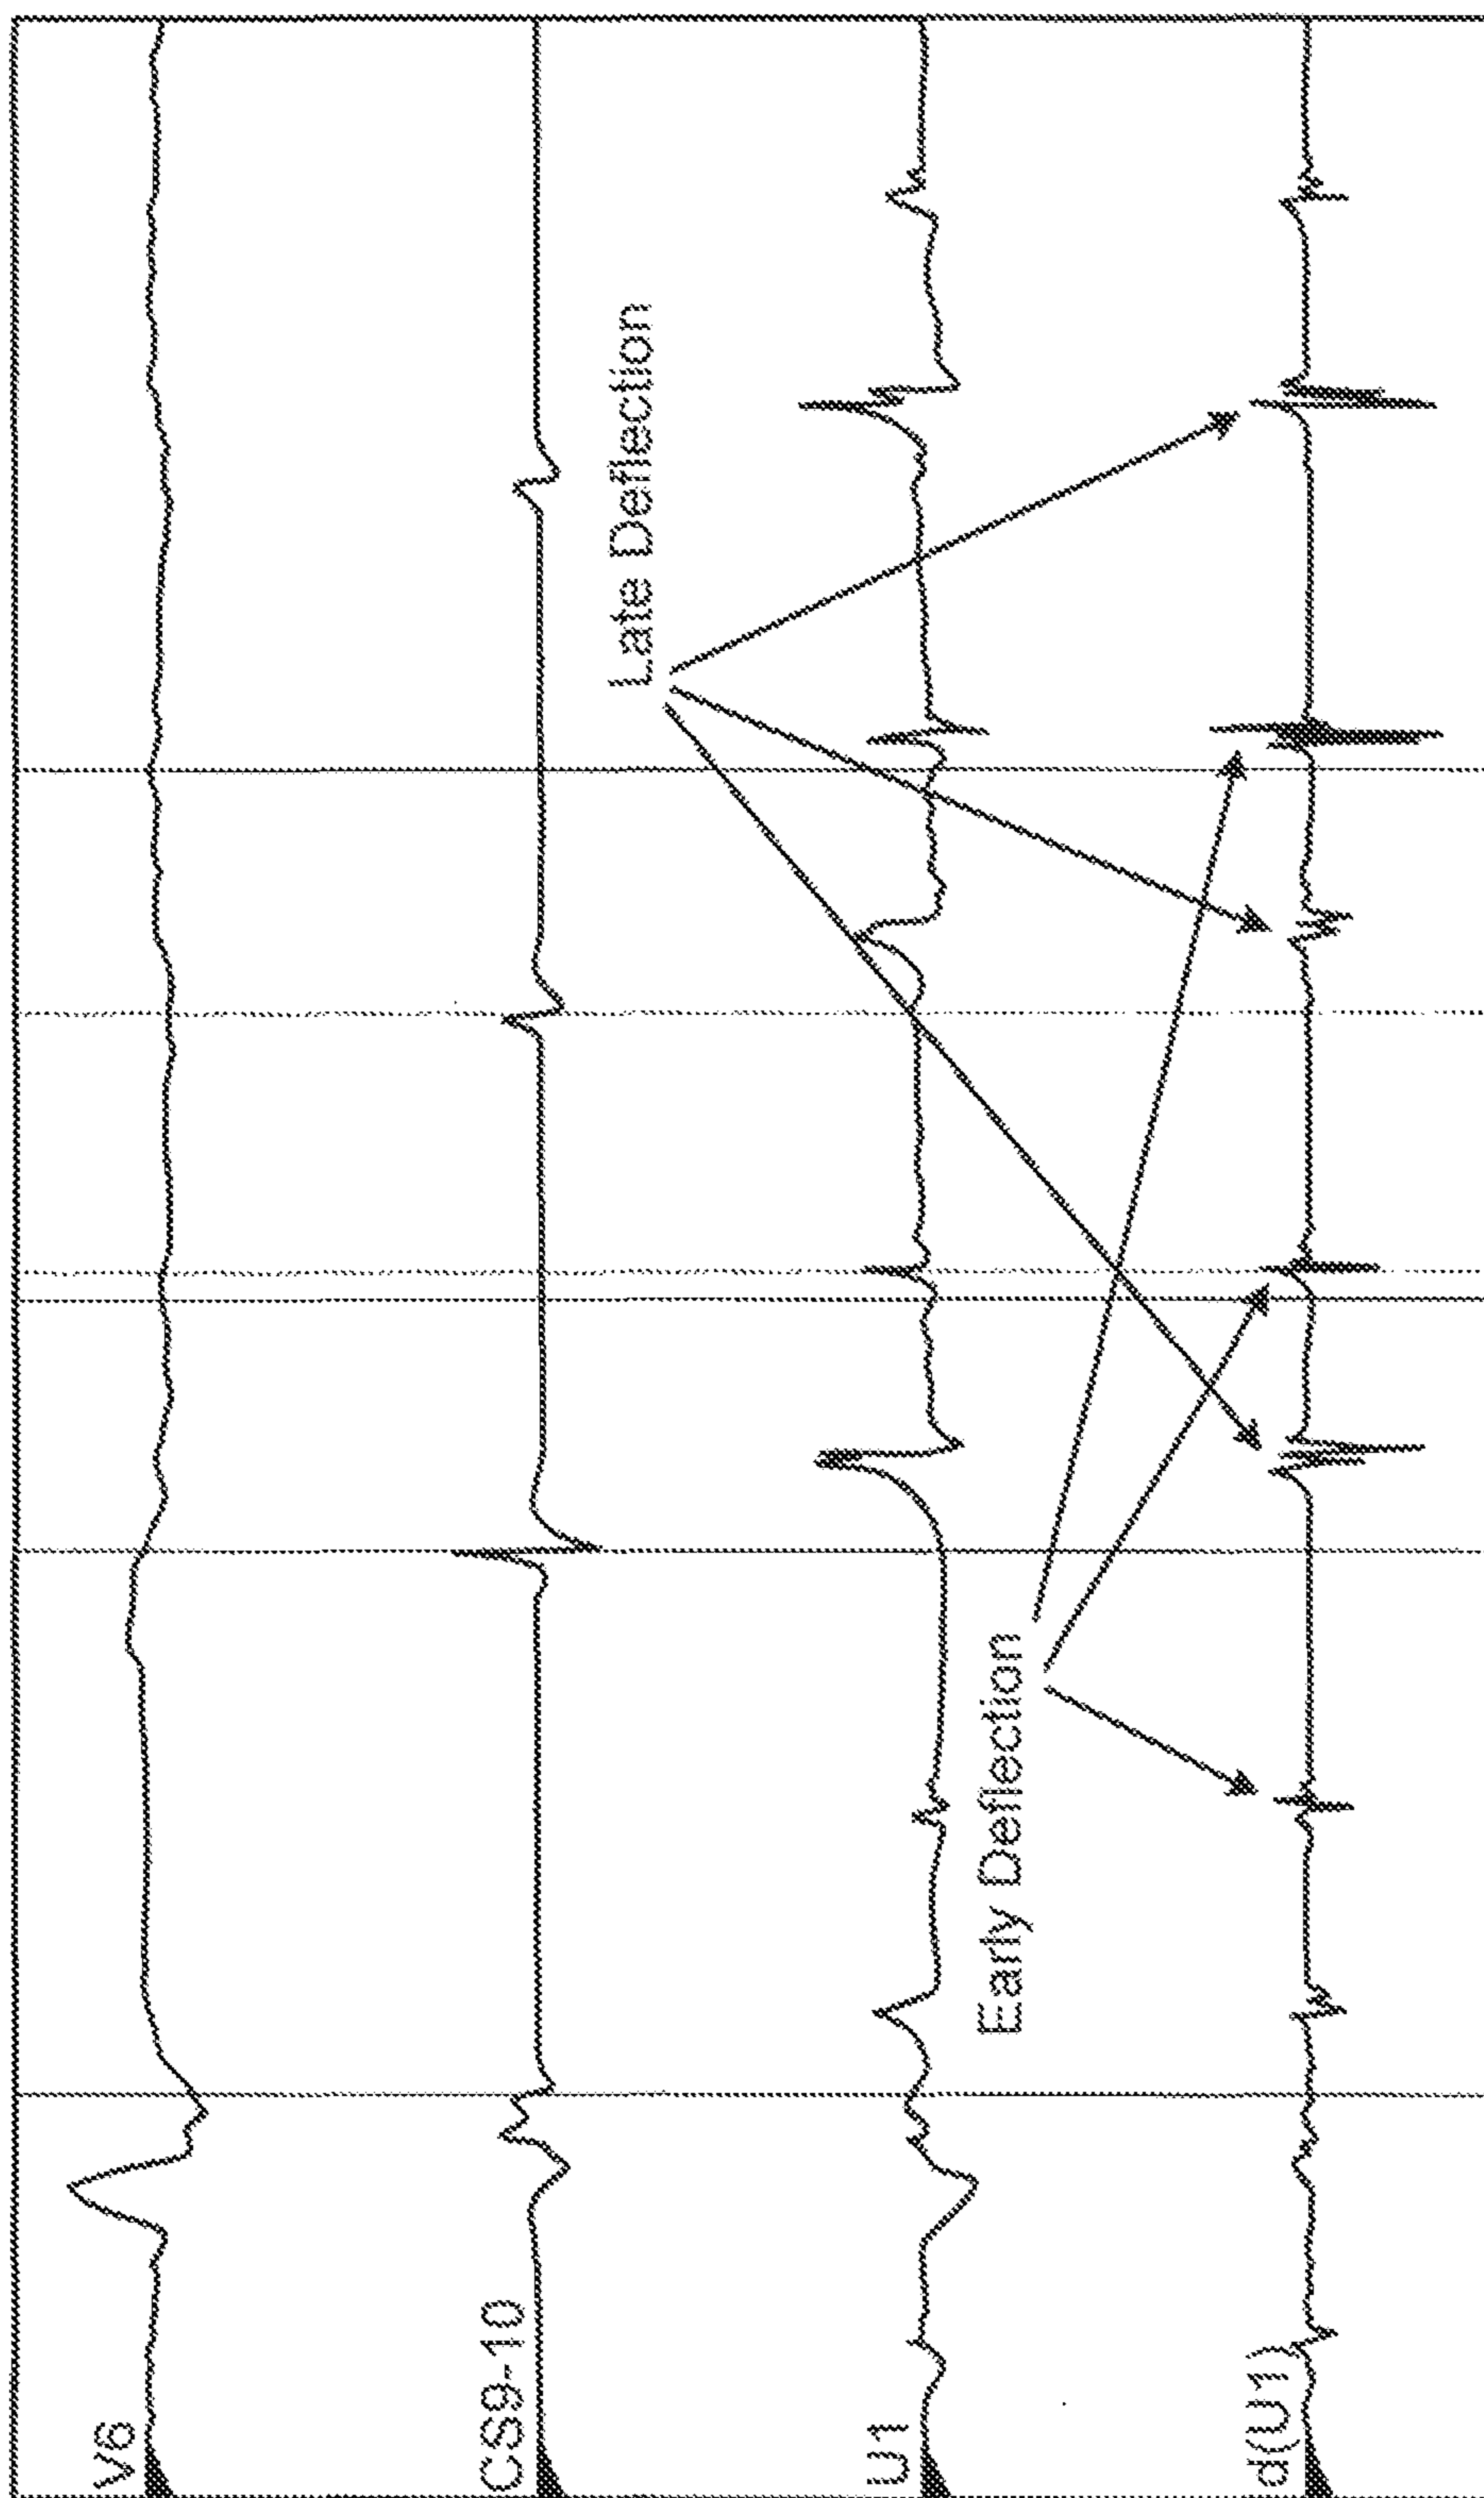 V6
CS9-10
Late Deflection
U1
Early Deflection
d(U1)